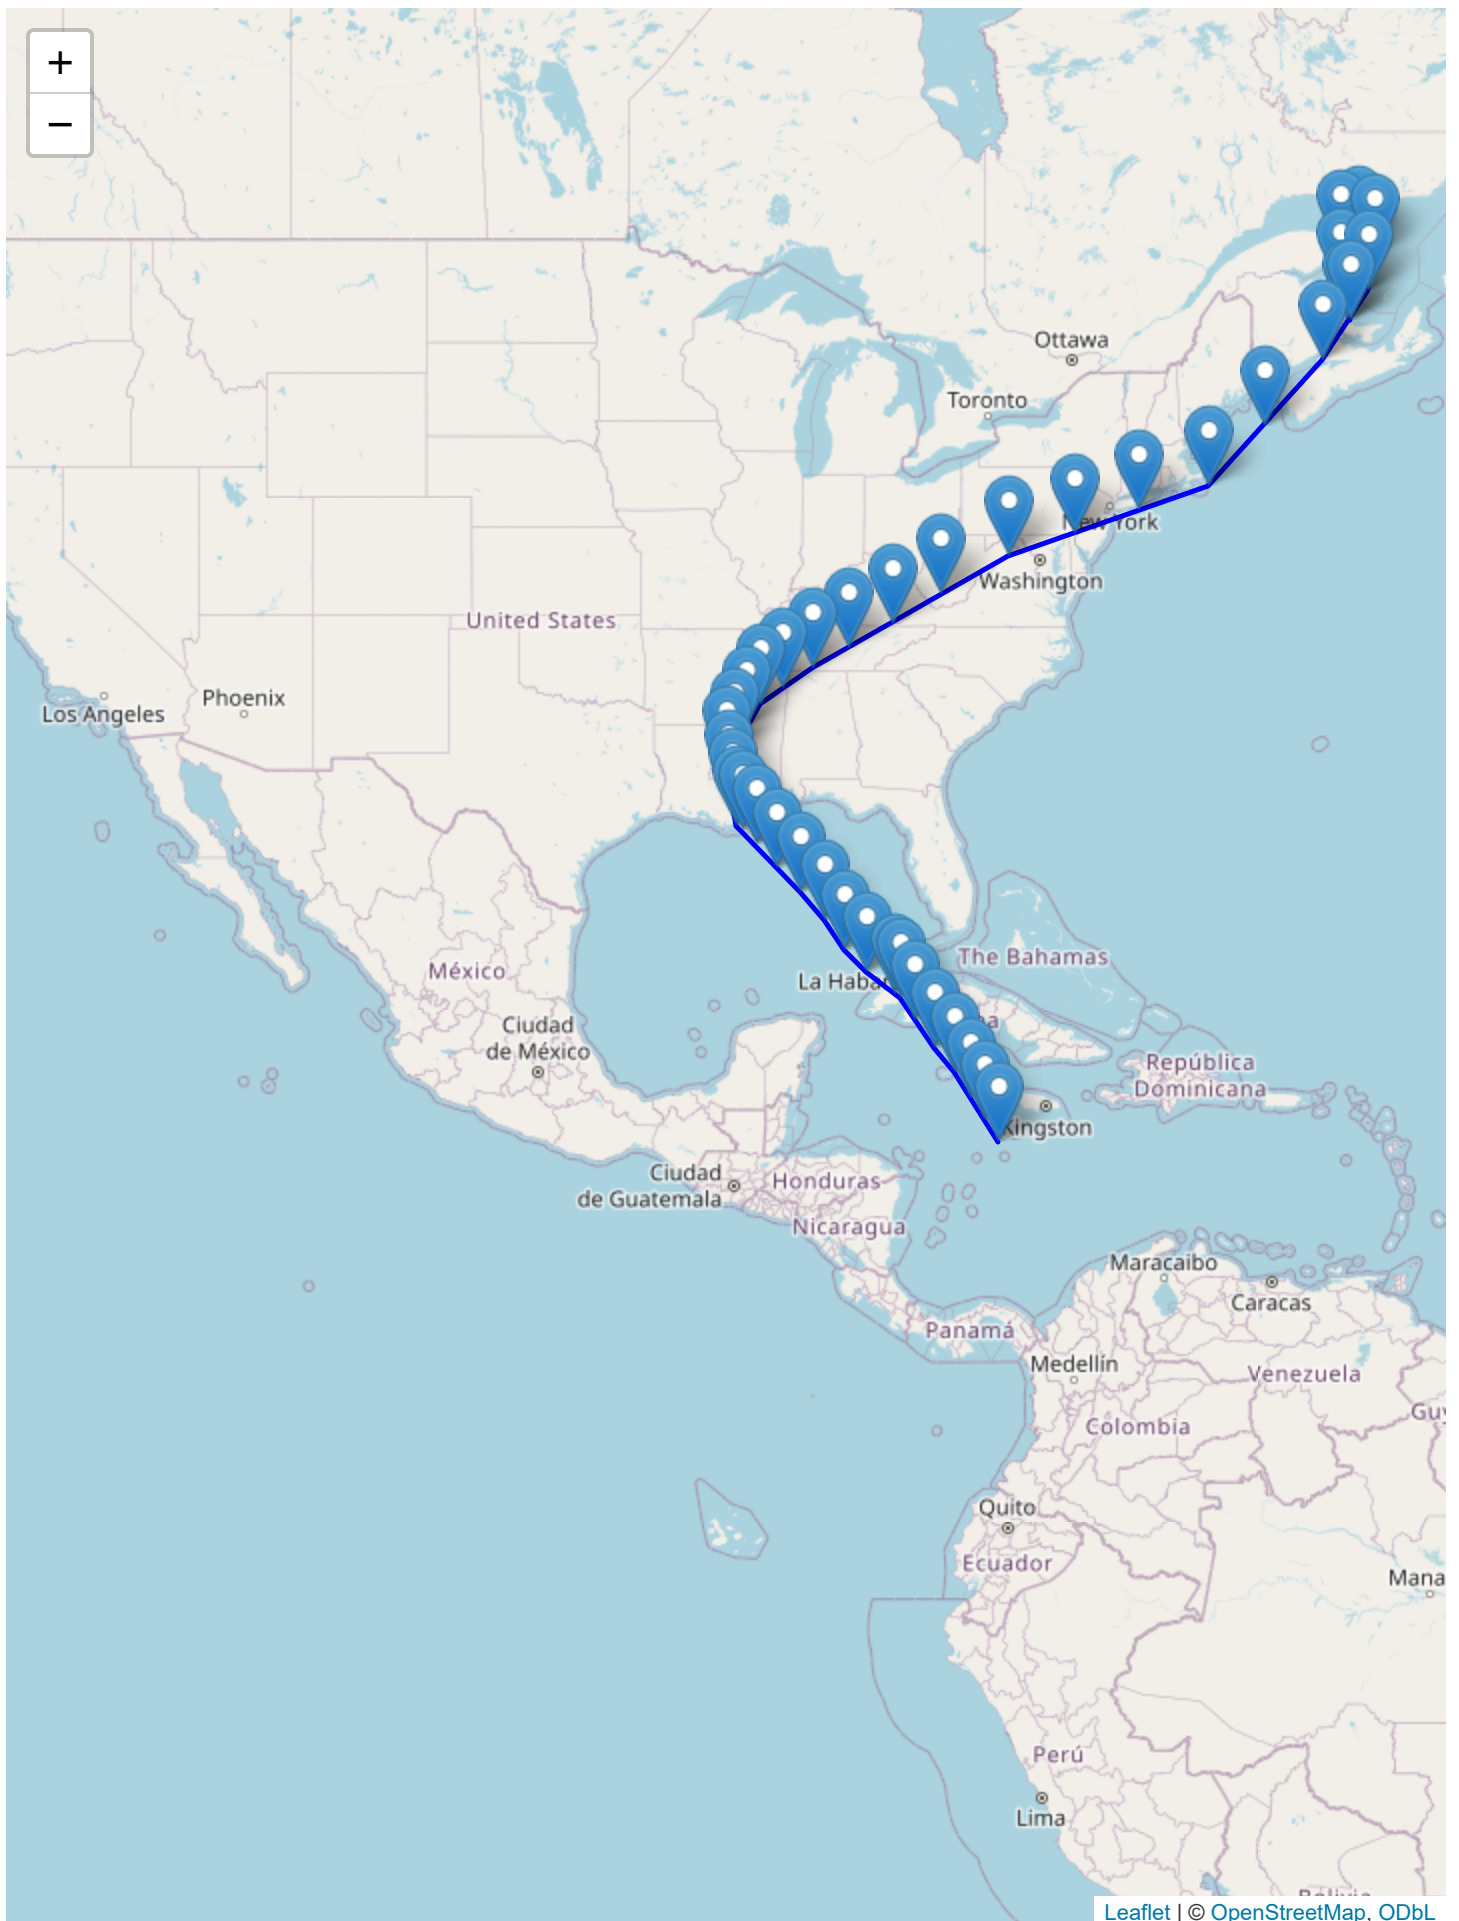 +
−
Ottawa
Toronto
New York
Washington
United States
Los Angeles
Phoenix
The Bahamas
La Haba
México
Ciudad
de México
República
Dominicana
Kingston
Ciudad
de Guatemala
Honduras
Nicaragua
Maracaibo
Caracas
Panamá
Medellín
Venezuela
Colombia
Quito
Ecuador
Mana
Perú
Lima
Leaflet | © OpenStreetMap, ODbL